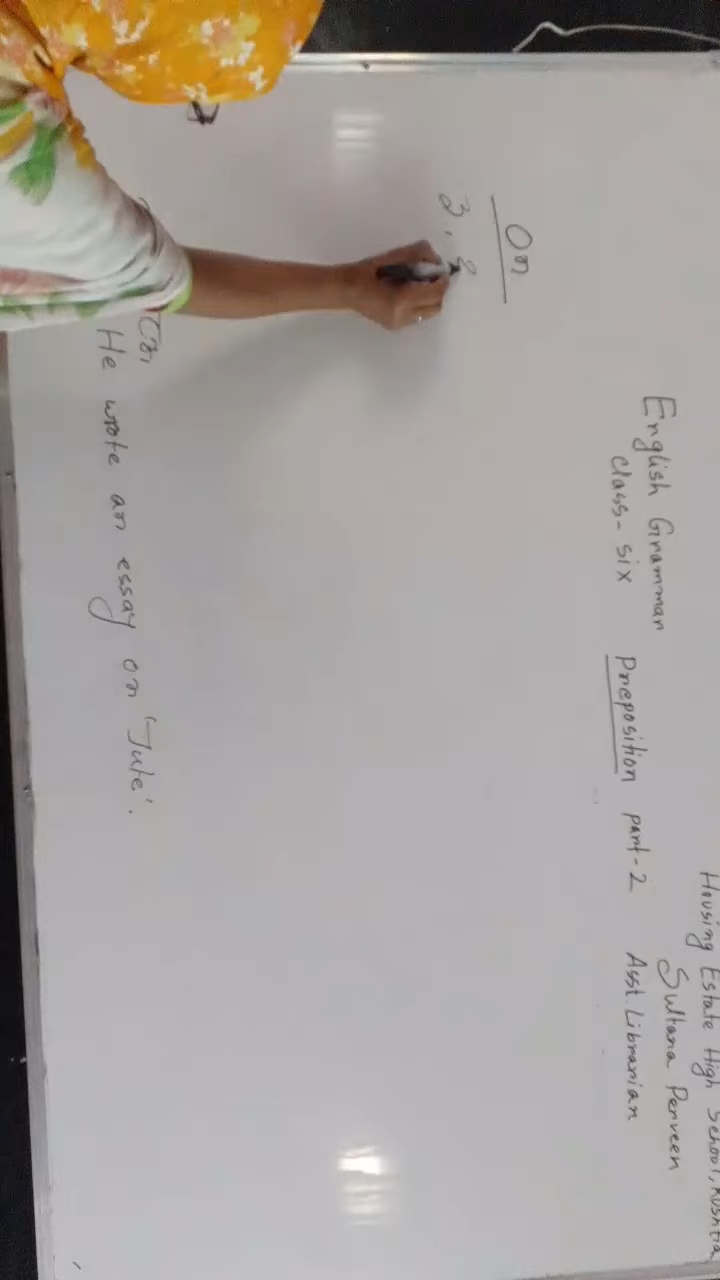 Housing Estate High School, Kushtia
Sultana Perveen
English Grammar
Class- Six Preposition part-2 Asst. Librarian
On
He wrote an essay on 'Jute'.